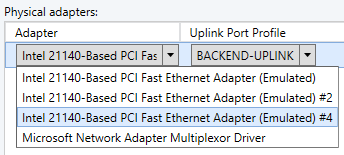 Physical adapters:
Adapter Uplink Port Profile
Intel 21140-Based PCI Fas BACKEND-UPLINK
Intel 21140-Based PCI Fast Ethernet Adapter (Emulated)
Intel 21140-Based PCI Fast Ethernet Adapter (Emulated) #2
Intel 21140-Based PCI Fast Ethernet Adapter (Emulated) #4
Microsoft Network Adapter Multiplexor Driver